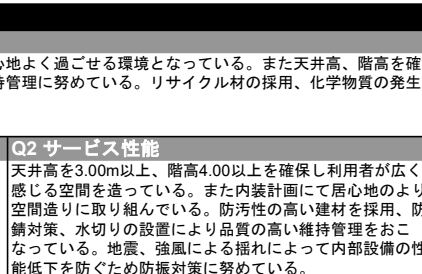 心地よく過ごせる環境となっている。また天井高、階高を確
持管理に努めている。リサイクル材の採用、化学物質の発生
Q2 サービス性能
天井高を3.00m以上、階高4.00以上を確保し利用者が広く
感じる空間を造っている。また内装計画にて居心地のより
空間造りに取り組んでいる。防汚性の高い建材を採用、防
錆対策、水切りの設置により品質の高い維持管理をおこ
なっている。地震、強風による揺れによって内部設備の性
能低下を防ぐため防振対策に努めている。